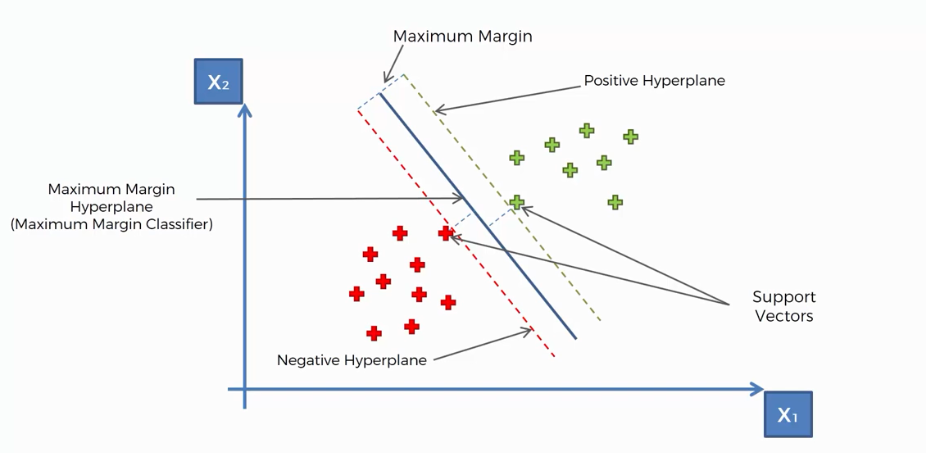 Maximum Margin
X₂
Positive Hyperplane
Maximum Margin
Hyperplane
(Maximum Margin Classifier)
Support
Vectors
Negative Hyperplane
X₁